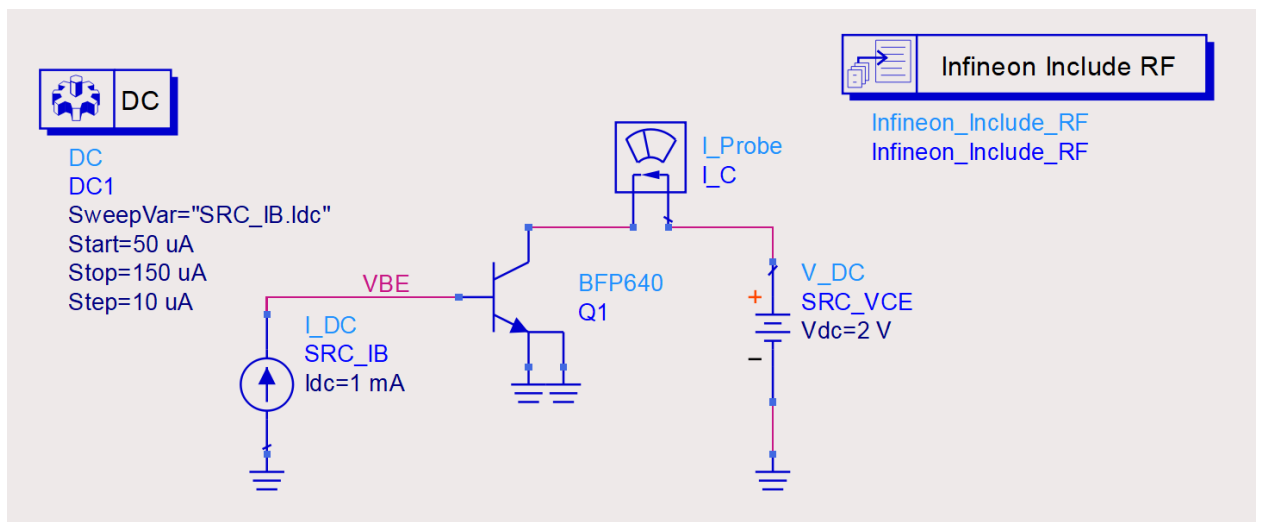 DC
DC
DC1
SweepVar="SRC_IB.Idc"
Start=50 uA
Stop=150 uA
Step=10 uA
VBE
I_DC
SRC_IB
Idc=1 mA
I_Probe
I_C
BFP640
Q1
+
V_DC
SRC_VCE
Vdc=2 V
−
Infineon Include RF
Infineon_Include_RF
Infineon_Include_RF